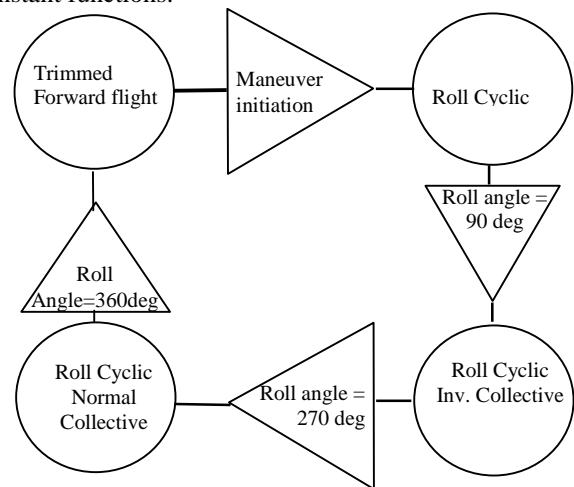 stant functions.
Trimmed
Forward flight
Maneuver
initiation
Roll Cyclic
Roll angle =
90 deg
Roll Cyclic
Inv. Collective
Roll angle =
270 deg
Roll Cyclic
Normal
Collective
Roll
Angle=360deg